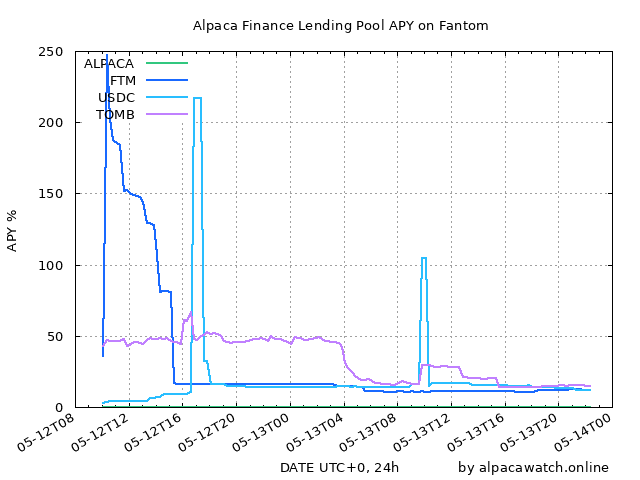 Alpaca Finance Lending Pool APY on Fantom
250
200
150
100
50
0
APY %
ALPACA
FTM
USDC
TOMB
05-12T08
05-12T12
05-12T16
05-12T20
05-13T00
05-13T04
05-13T08
05-13T12
05-13T16
05-13T20
05-14T00
DATE UTC+0, 24h
by alpacawatch.online